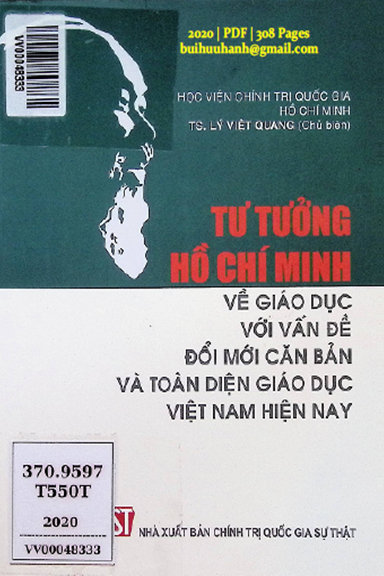 2020 | PDF | 308 Pages
buihuuhanh@gmail.com
VV00048333
HỌC VIỆN CHÍNH TRỊ QUỐC GIA
HỒ CHÍ MINH
TS. LÝ VIỆT QUANG (Chủ biên)
TƯ TƯỞNG
HỒ CHÍ MINH
VỀ GIÁO DỤC
VỚI VẤN ĐỀ
ĐỔI MỚI CĂN BẢN
VÀ TOÀN DIỆN GIÁO DỤC
VIỆT NAM HIỆN NAY
370.9597
T550T
2020
VV00048333
ST NHÀ XUẤT BẢN CHÍNH TRỊ QUỐC GIA SỰ THẬT